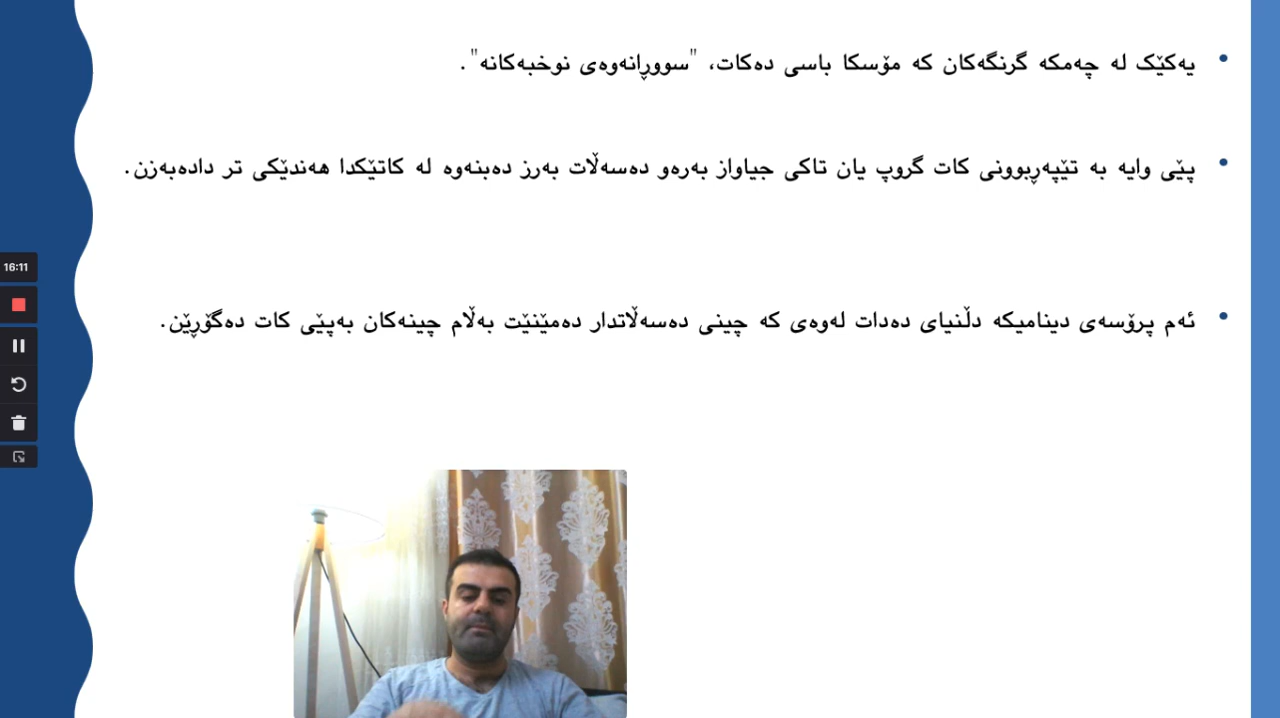 یەکێک لە چەمکە گرنگەکان کە مۆسکا باسی دەکات، "سووڕانەوەی نوخبەکانە".
پێی وایە بە تێپەڕبوونی کات گروپ یان تاکی جیاواز بەرەو دەسەڵات بەرز دەبنەوە لە کاتێکدا هەندێکی تر دادەبەزن.
ئەم پرۆسەی دینامیکە دڵنیای دەدات لەوەی کە چینی دەسەڵاتدار دەمێنێت بەڵام چینەکان بەپێی کات دەگۆڕێن.
16:11